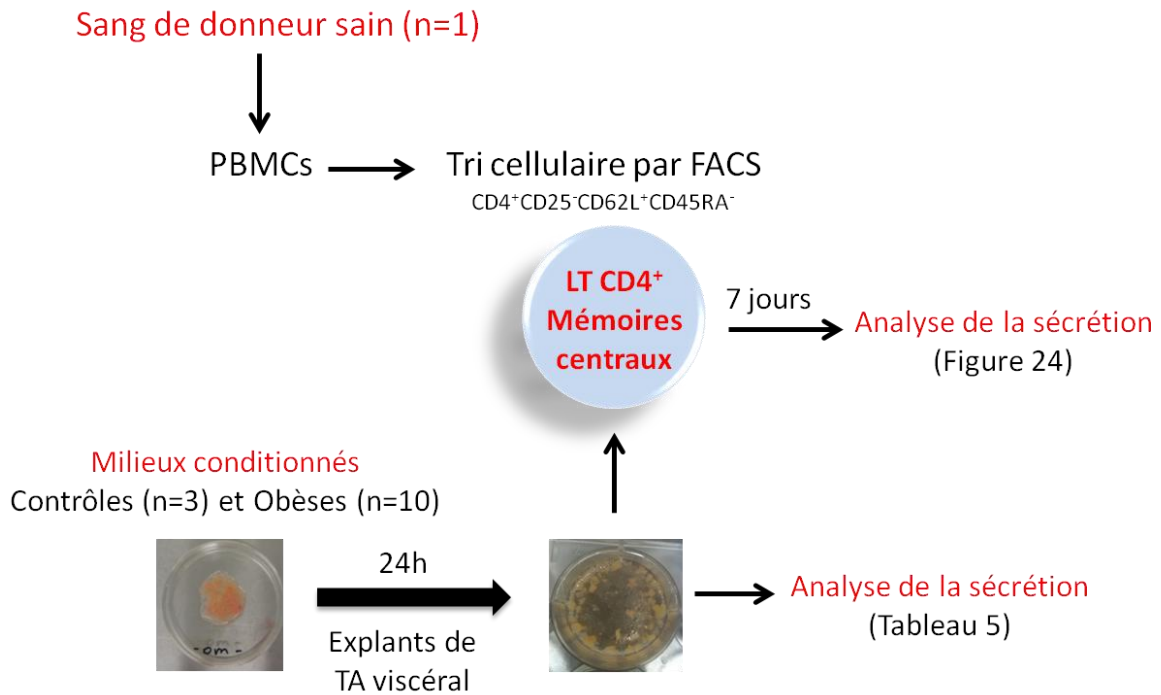 Sang de donneur sain (n=1)
PBMCs
Tri cellulaire par FACS
CD4⁺CD25⁻CD62L⁺CD45RA⁻
LT CD4⁺
Mémoires
centraux
7 jours
Analyse de la sécrétion
(Figure 24)
Milieux conditionnés
Contrôles (n=3) et Obèses (n=10)
24h
Explants de
TA viscéral
Analyse de la sécrétion
(Tableau 5)
- om -